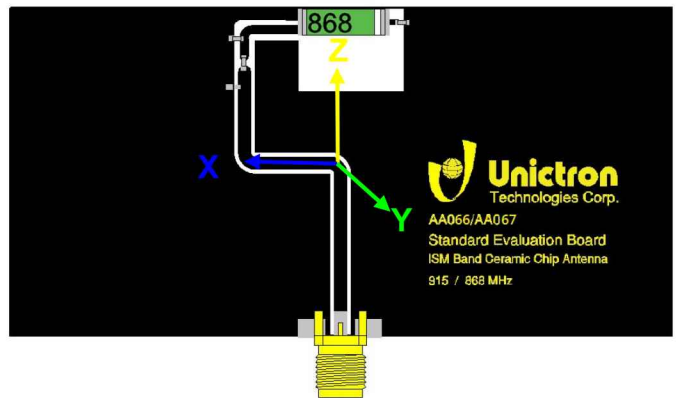 868
Z
X
Y
Unictron
Technologies Corp.
AA066/AA067
Standard Evaluation Board
ISM Band Ceramic Chip Antenna
915 / 868 MHz